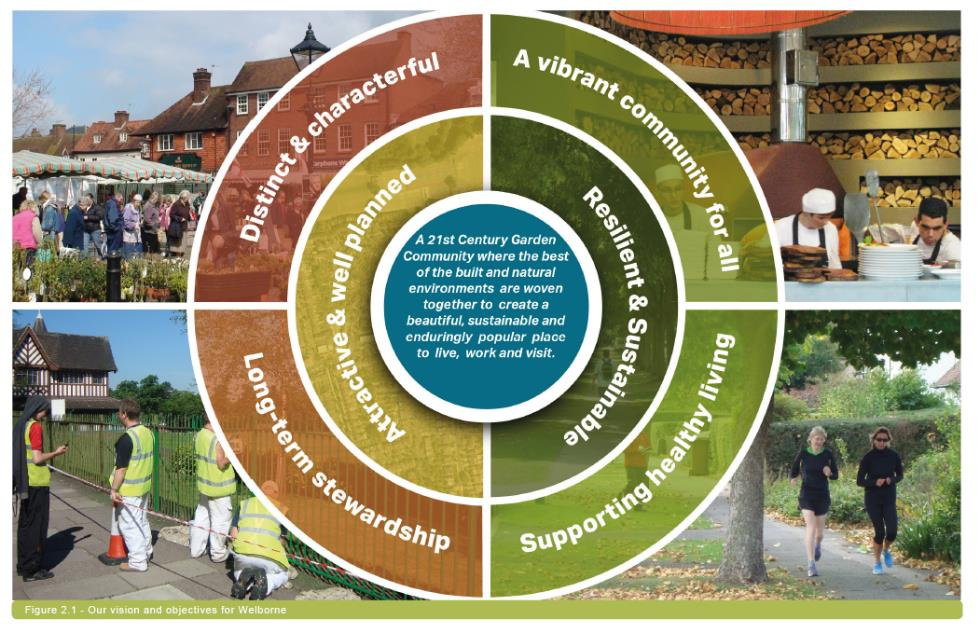 Distinct & characterful
A vibrant community for all
Attractive & well planned
Resilient & Sustainable
A 21st Century Garden
Community where the best
of the built and natural
environments are woven
together to create a
beautiful, sustainable and
enduringly popular place
to live, work and visit.
Long-term stewardship
Supporting healthy living
Figure 2.1 - Our vision and objectives for Welborne